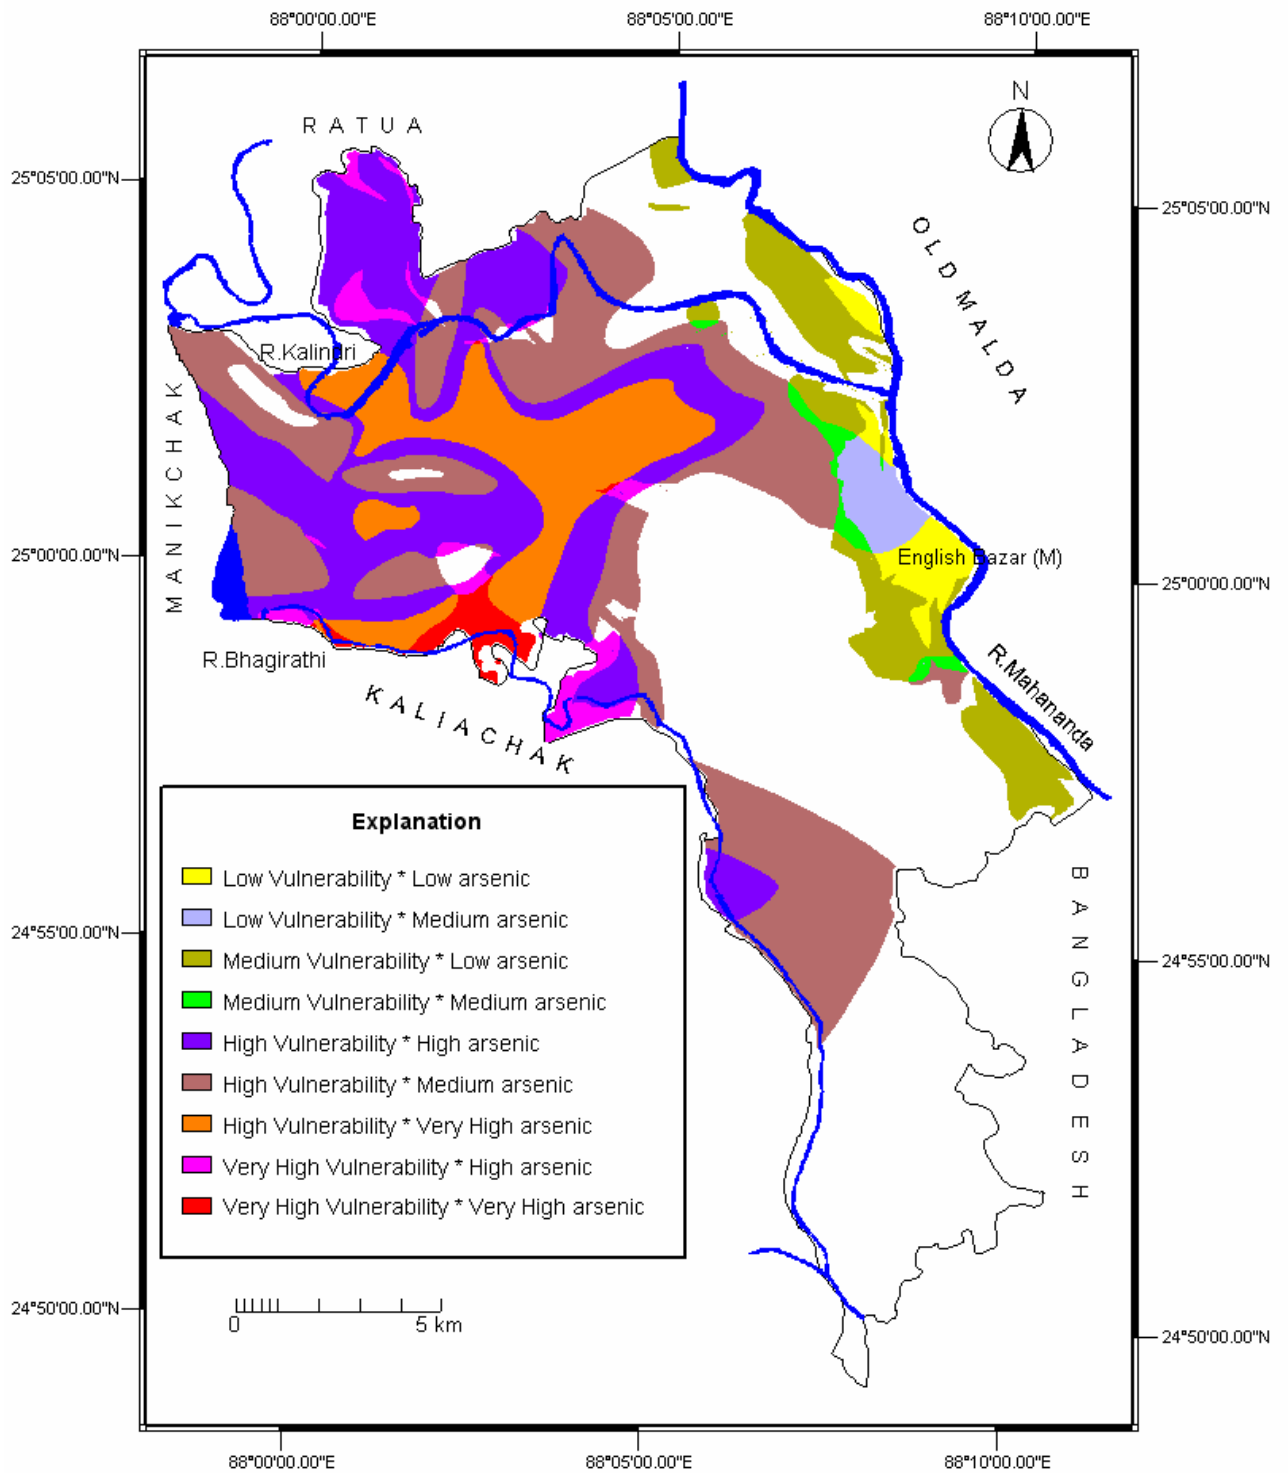 88°00'00.00"E
88°05'00.00"E
88°10'00.00"E
N
RATUA
25°05'00.00"N
25°05'00.00"N
OLD MALDA
R.Kalindri
MANIKCHAK
25°00'00.00"N
English Bazar (M)
25°00'00.00"N
R.Bhagirathi
R.Mahananda
KALIACHAK
Explanation
Low Vulnerability * Low arsenic
Low Vulnerability * Medium arsenic
Medium Vulnerability * Low arsenic
Medium Vulnerability * Medium arsenic
High Vulnerability * High arsenic
High Vulnerability * Medium arsenic
High Vulnerability * Very High arsenic
Very High Vulnerability * High arsenic
Very High Vulnerability * Very High arsenic
BANGLADESH
24°55'00.00"N
24°55'00.00"N
24°50'00.00"N
0 5 km
24°50'00.00"N
88°00'00.00"E
88°05'00.00"E
88°10'00.00"E